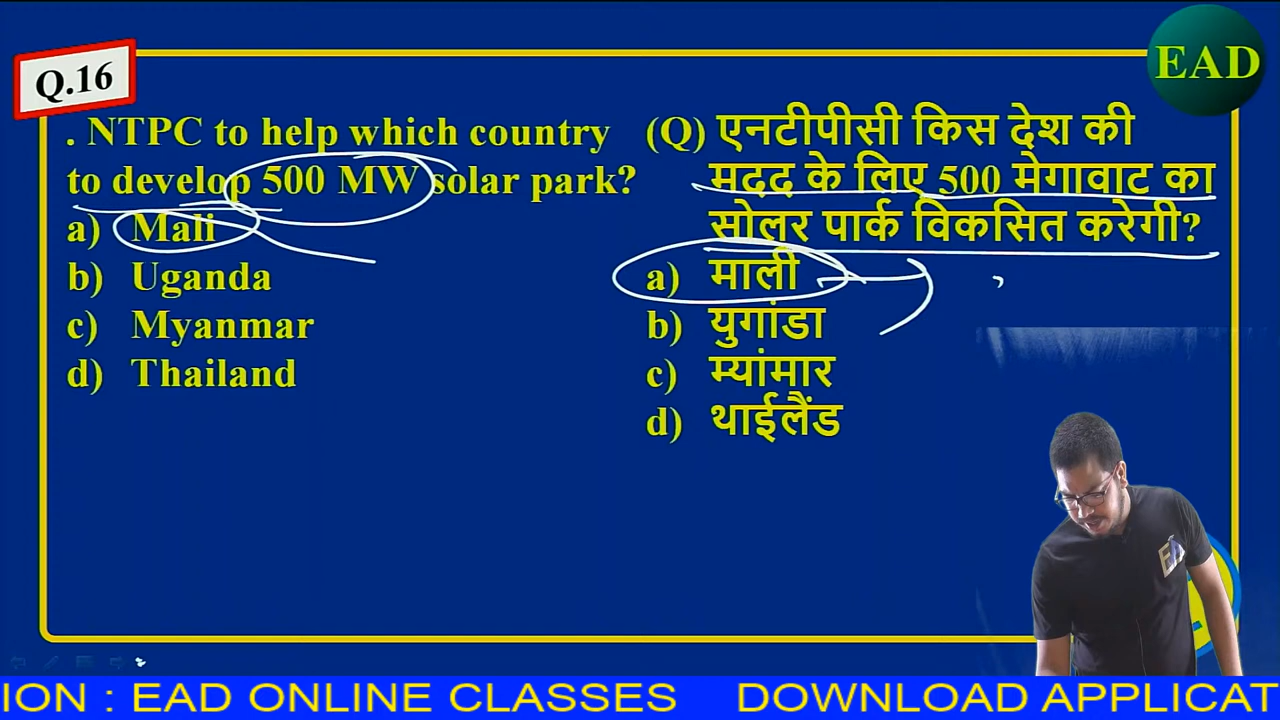 Q.16
EAD
. NTPC to help which country
to develop 500 MW solar park?
a) Mali
b) Uganda
c) Myanmar
d) Thailand
(Q) एनटीपीसी किस देश की
मदद के लिए 500 मेगावाट का
सोलर पार्क विकसित करेगी?
a) माली
b) युगांडा
c) म्यांमार
d) थाईलैंड
ION : EAD ONLINE CLASSES DOWNLOAD APPLICAT